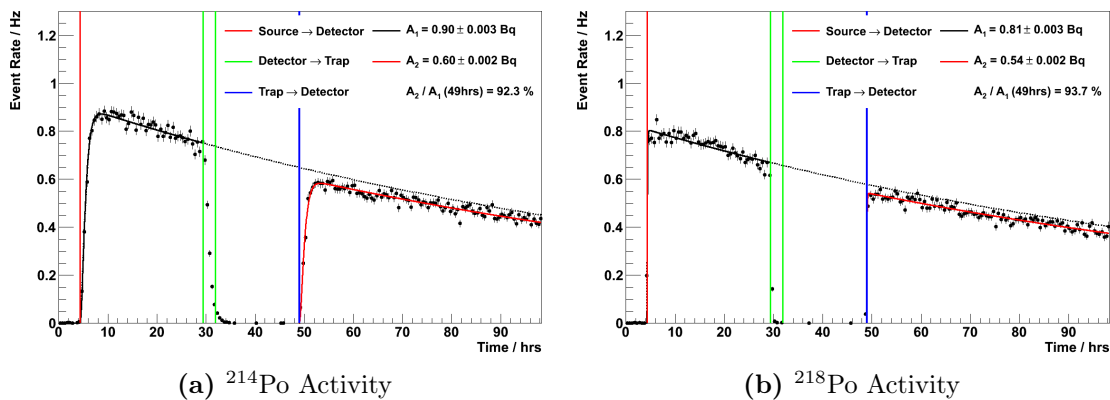 Event Rate / Hz
1.2
1
0.8
0.6
0.4
0.2
0
0 10 20 30 40 50 60 70 80 90
Time / hrs
Source → Detector
Detector → Trap
Trap → Detector
A₁ = 0.90 ± 0.003 Bq
A₂ = 0.60 ± 0.002 Bq
A₂ / A₁ (49hrs) = 92.3 %
(a) ²¹⁴Po Activity
Event Rate / Hz
1.2
1
0.8
0.6
0.4
0.2
0
0 10 20 30 40 50 60 70 80 90
Time / hrs
Source → Detector
Detector → Trap
Trap → Detector
A₁ = 0.81 ± 0.003 Bq
A₂ = 0.54 ± 0.002 Bq
A₂ / A₁ (49hrs) = 93.7 %
(b) ²¹⁸Po Activity